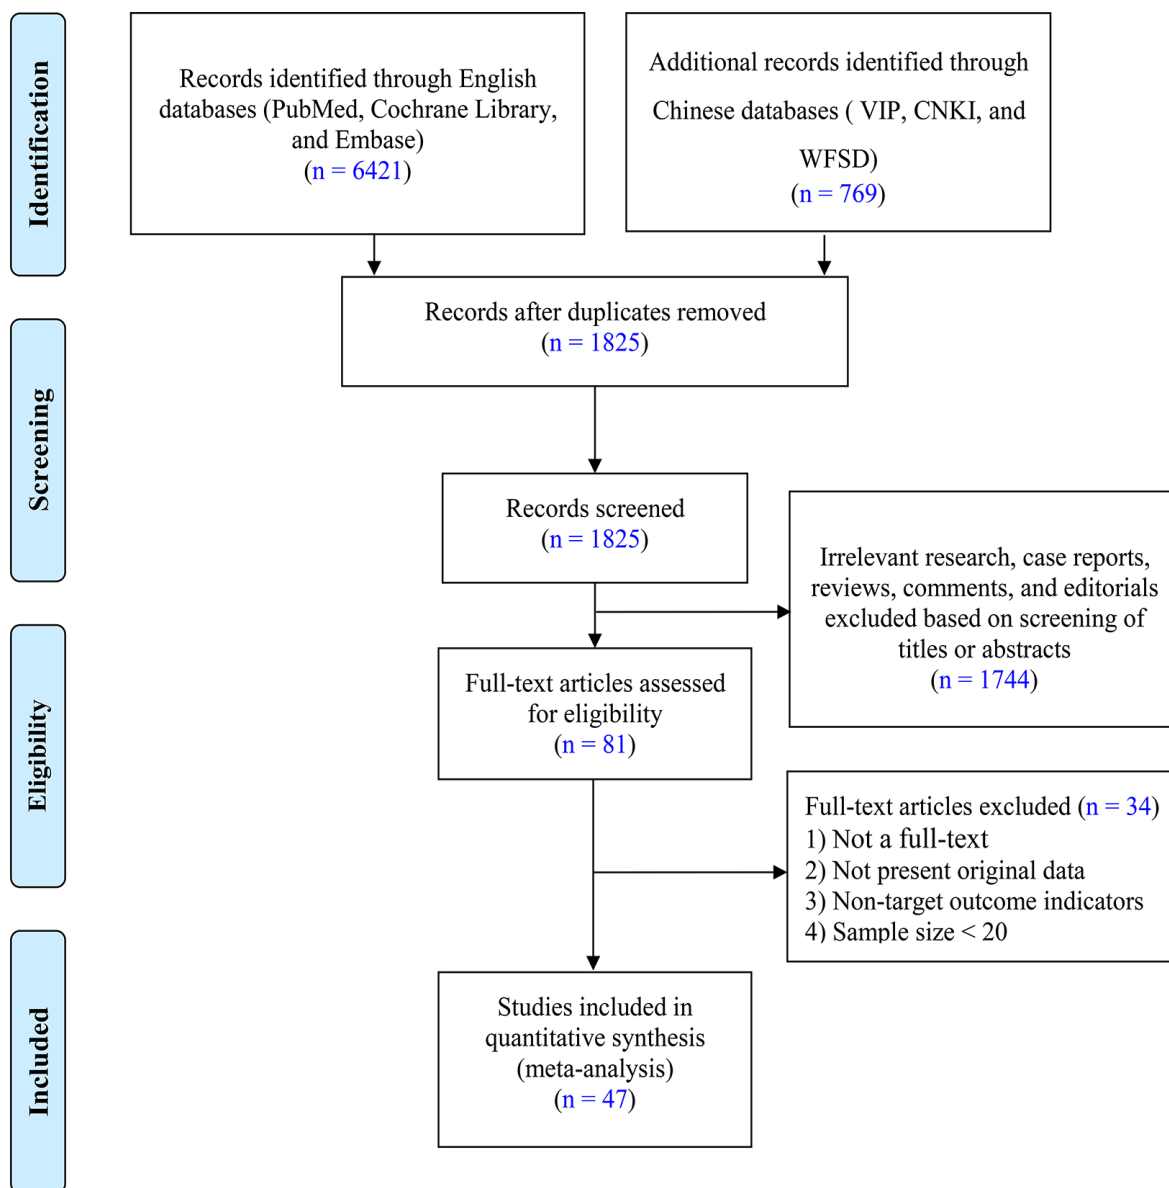 Identification
Records identified through English
databases (PubMed, Cochrane Library,
and Embase)
(n = 6421)
Additional records identified through
Chinese databases ( VIP, CNKI, and
WFSD)
(n = 769)
Records after duplicates removed
(n = 1825)
Screening
Records screened
(n = 1825)
Irrelevant research, case reports,
reviews, comments, and editorials
excluded based on screening of
titles or abstracts
(n = 1744)
Eligibility
Full-text articles assessed
for eligibility
(n = 81)
Full-text articles excluded (n = 34)
1) Not a full-text
2) Not present original data
3) Non-target outcome indicators
4) Sample size < 20
Included
Studies included in
quantitative synthesis
(meta-analysis)
(n = 47)